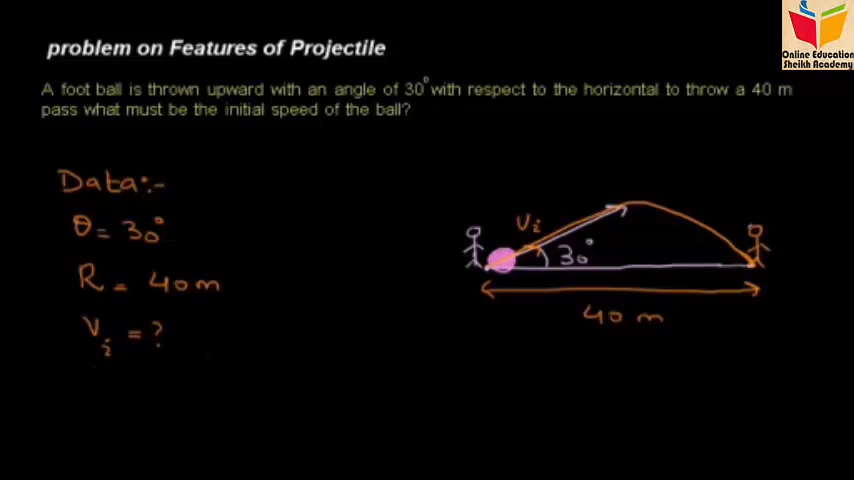 Online Education
Sheikh Academy
problem on Features of Projectile
A foot ball is thrown upward with an angle of 30° with respect to the horizontal to throw a 40 m
pass what must be the initial speed of the ball?
Data:-
θ = 30°
R = 40 m
Vi = ?
Vi
30°
40 m